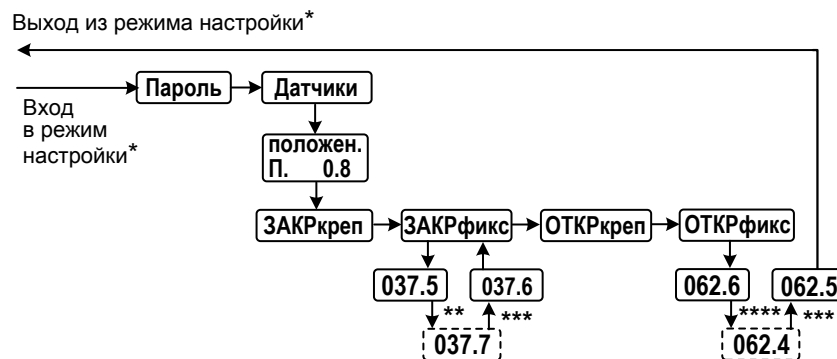 Выход из режима настройки*
Пароль
Датчики
Вход
в режим
настройки*
положен.
П. 0.8
ЗАКРкреп
ЗАКРфикс
ОТКРкреп
ОТКРфикс
037.5
037.6
062.6
062.5
**
***
****
***
037.7
062.4